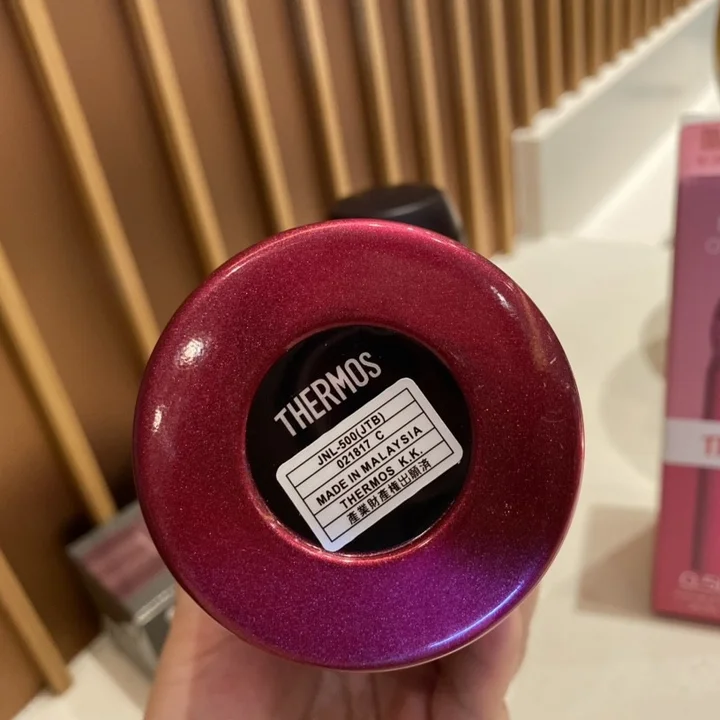 THERMOS
JNL-500(JTB)
021817 C
MADE IN MALAYSIA
THERMOS K.K.
産業財産権出願済